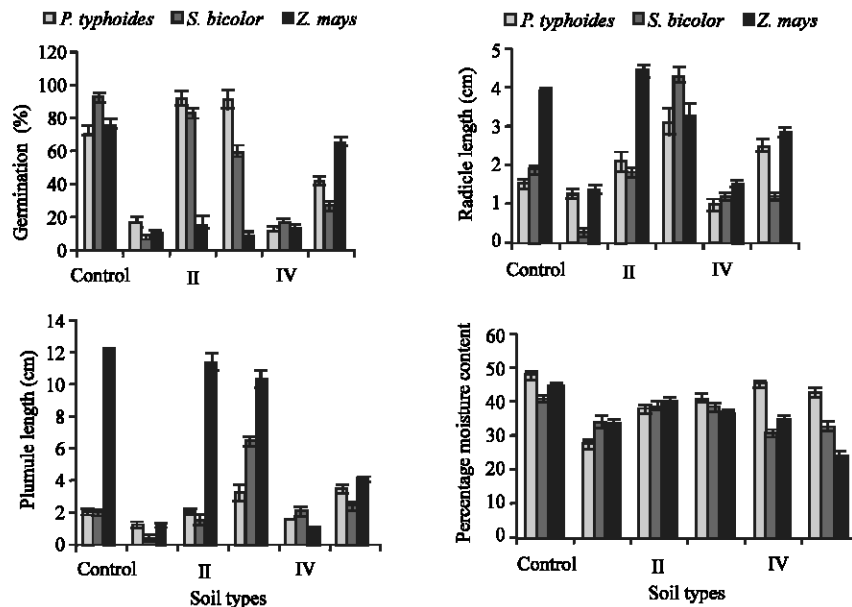 P. typhoides S. bicolor Z. mays
Germination (%)
120
100
80
60
40
20
0
Control II IV
P. typhoides S. bicolor Z. mays
Radicle length (cm)
5
4
3
2
1
0
Control II IV
Plumule length (cm)
14
12
10
8
6
4
2
0
Control II IV
Soil types
Percentage moisture content
60
50
40
30
20
10
0
Control II IV
Soil types